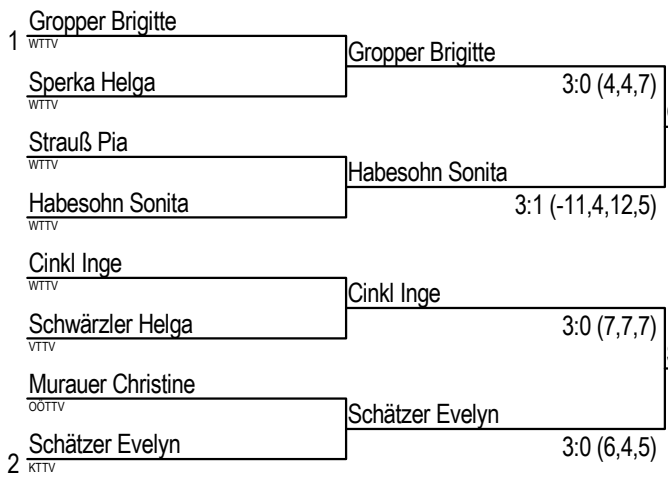 Gropper Brigitte
1 WTTV
Gropper Brigitte
Sperka Helga
3:0 (4,4,7)
WTTV
Strauß Pia
WTTV
Habesohn Sonita
Habesohn Sonita
3:1 (-11,4,12,5)
WTTV
Cinkl Inge
WTTV
Cinkl Inge
Schwärzler Helga
3:0 (7,7,7)
VTTV
Murauer Christine
OÖTTV
Schätzer Evelyn
Schätzer Evelyn
3:0 (6,4,5)
2 KTTV